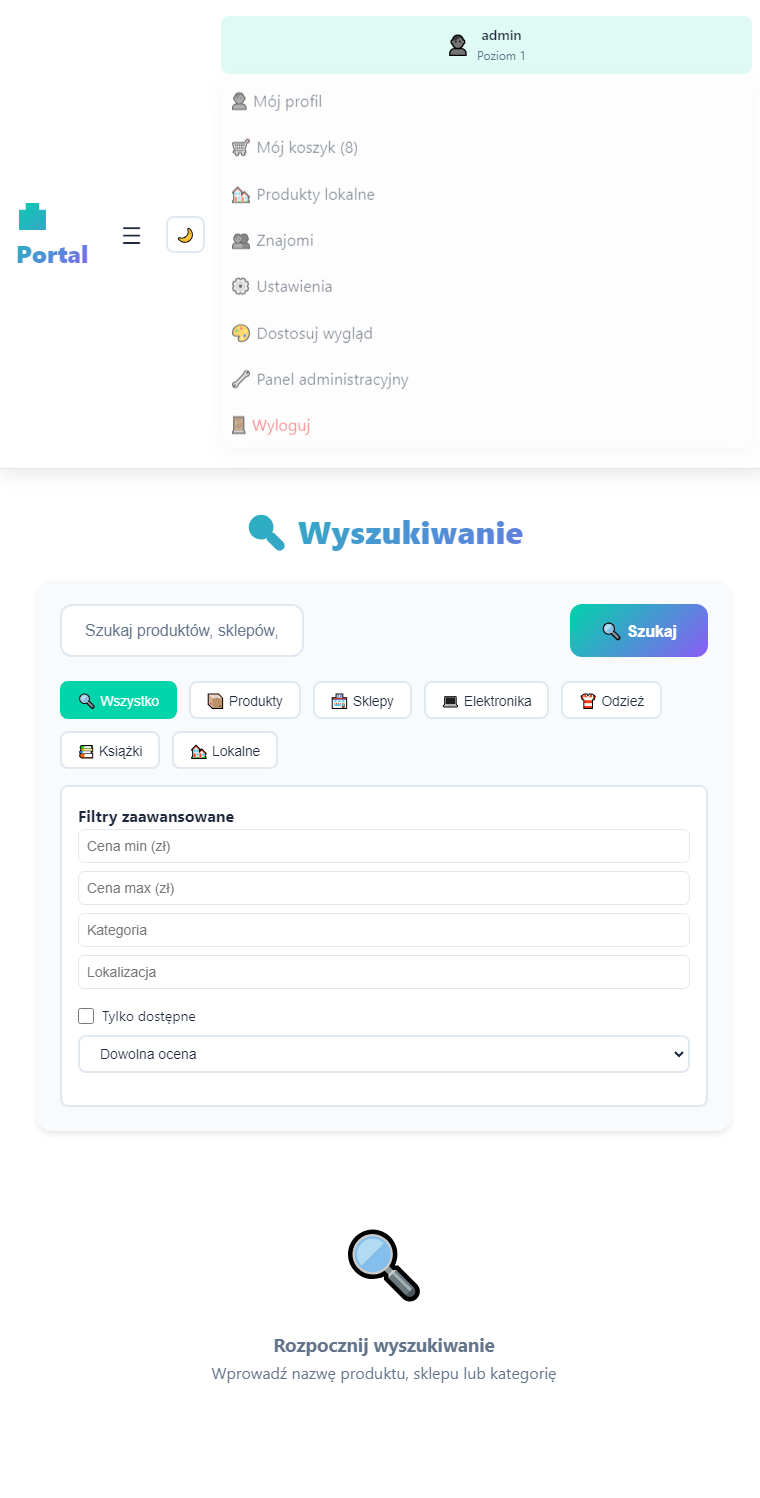 admin
Poziom 1
Mój profil
Mój koszyk (8)
Produkty lokalne
Znajomi
Ustawienia
Dostosuj wygląd
Panel administracyjny
Wyloguj
Portal
Wyszukiwanie
Szukaj produktów, sklepów,
Szukaj
Wszystko Produkty Sklepy Elektronika Odzież
Książki Lokalne
Filtry zaawansowane
Cena min (zł)
Cena max (zł)
Kategoria
Lokalizacja
Tylko dostępne
Dowolna ocena
Rozpocznij wyszukiwanie
Wprowadź nazwę produktu, sklepu lub kategorię